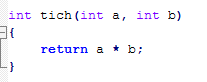 int tich(int a, int b)
{
return a * b;
}